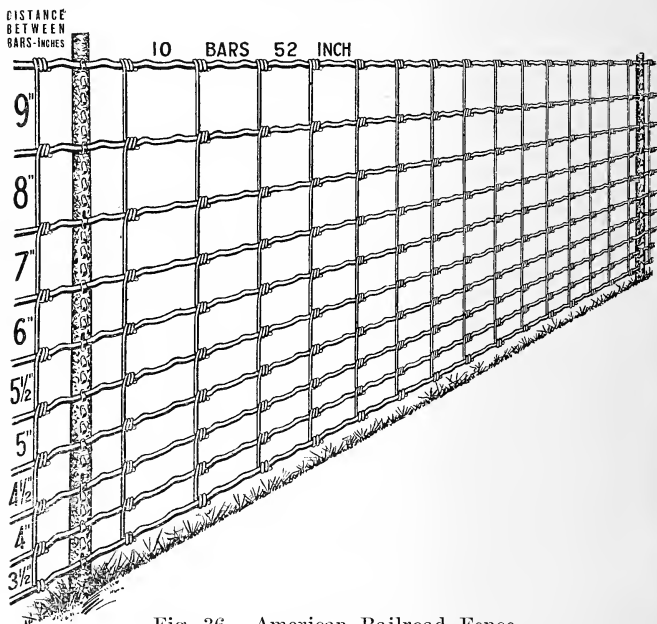 DISTANCE
BETWEEN
BARS-INCHES
10 BARS 52 INCH
9"
8"
7"
6"
5½"
5"
4½"
4"
3½"
Fig. 36. American Railroad Fence